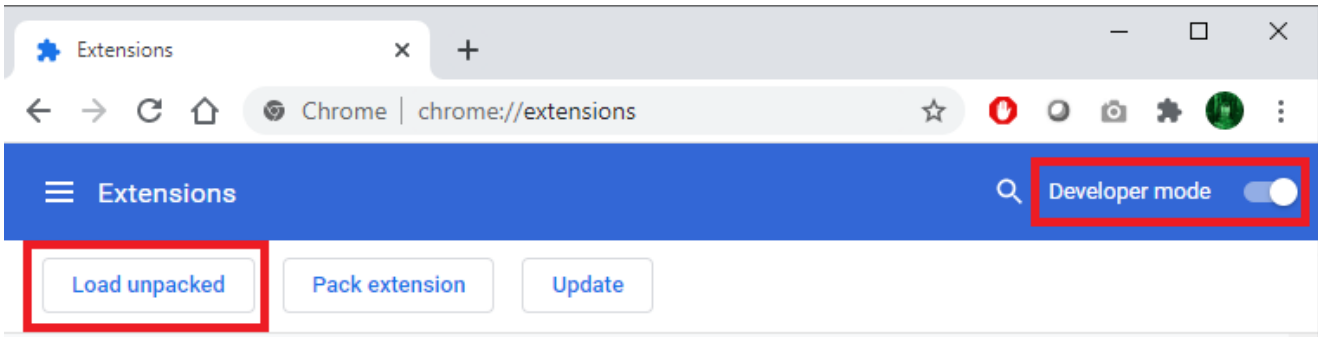 Extensions
Chrome | chrome://extensions
Extensions Developer mode
Load unpacked Pack extension Update